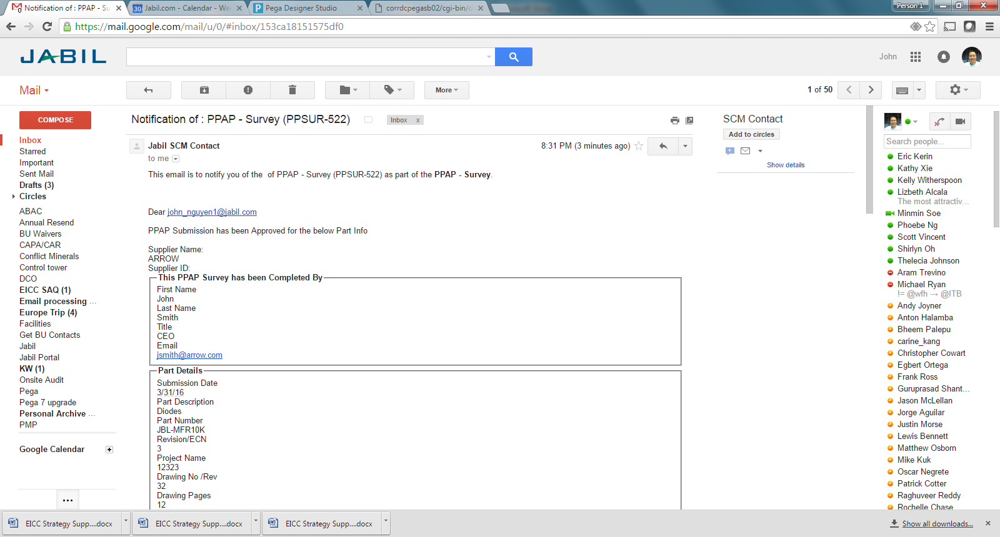 Notification of : PPAP - Su
Jabil.com - Calendar - We
Pega Designer Studio
corrdcpegasb02/cgi-bin/d
Person 1
https://mail.google.com/mail/u/0/#inbox/153ca18151575df0
JABIL
John
Mail
More
1 of 50
COMPOSE
Inbox
Starred
Important
Sent Mail
Drafts (3)
Circles
ABAC
Annual Resend
BU Waivers
CAPA/CAR
Conflict Minerals
Control tower
DCO
EICC SAQ (1)
Email processing ...
Europe Trip (4)
Facilities
Get BU Contacts
Jabil
Jabil Portal
KW (1)
Onsite Audit
Pega
Pega 7 upgrade
Personal Archive ...
PMP
Google Calendar
Notification of : PPAP - Survey (PPSUR-522)
Inbox x
Jabil SCM Contact
8:31 PM (3 minutes ago)
to me
This email is to notify you of the  of PPAP - Survey (PPSUR-522) as part of the PPAP - Survey.
Dear john_nguyen1@jabil.com
PPAP Submission has been Approved for the below Part Info
Supplier Name:
ARROW
Supplier ID:
This PPAP Survey has been Completed By
First Name
John
Last Name
Smith
Title
CEO
Email
jsmith@arrow.com
Part Details
Submission Date
3/31/16
Part Description
Diodes
Part Number
JBL-MFR10K
Revision/ECN
3
Project Name
12323
Drawing No /Rev
32
Drawing Pages
12
SCM Contact
Add to circles
Show details
Search people...
Eric Kerin
Kathy Xie
Kelly Witherspoon
Lizbeth Alcala
The most attractiv...
Minmin Soe
Phoebe Ng
Scott Vincent
Shirlyn Oh
Thelecia Johnson
Aram Trevino
Michael Ryan
!= @wfh → @ITB
Andy Joyner
Anton Halamba
Bheem Palepu
carine_kang
Christopher Cowart
Egbert Ortega
Frank Ross
Guruprasad Shant...
Jason McLellan
Jorge Aguilar
Justin Morse
Lewis Bennett
Matthew Osborn
Mike Kuk
Oscar Negrete
Patrick Cotter
Raghuveer Reddy
Rochelle Chase
EICC Strategy Supp....docx
EICC Strategy Supp....docx
EICC Strategy Supp....docx
Show all downloads...